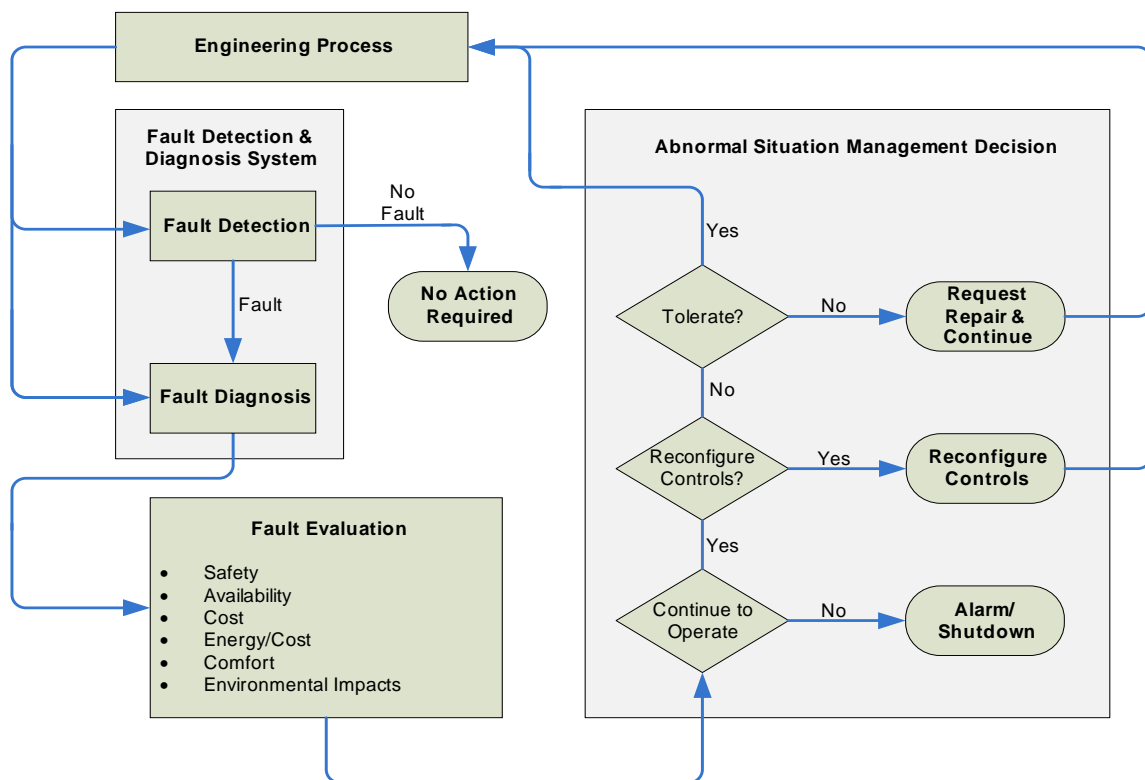 Engineering Process
Fault Detection &
Diagnosis System
Fault Detection
No
Fault
No Action
Required
Fault
Fault Diagnosis
Fault Evaluation
• Safety
• Availability
• Cost
• Energy/Cost
• Comfort
• Environmental Impacts
Abnormal Situation Management Decision
Yes
Tolerate?
No
Request
Repair &
Continue
No
Reconfigure
Controls?
Yes
Reconfigure
Controls
Yes
Continue to
Operate
No
Alarm/
Shutdown